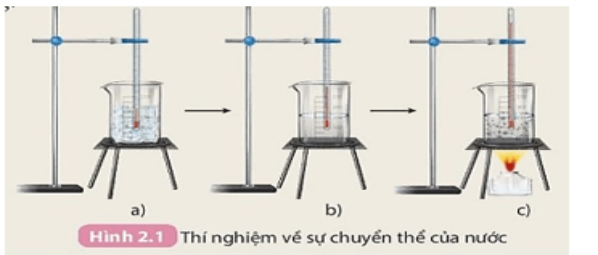 a)
b)
c)
Hình 2.1 Thí nghiệm về sự chuyển thể của nước